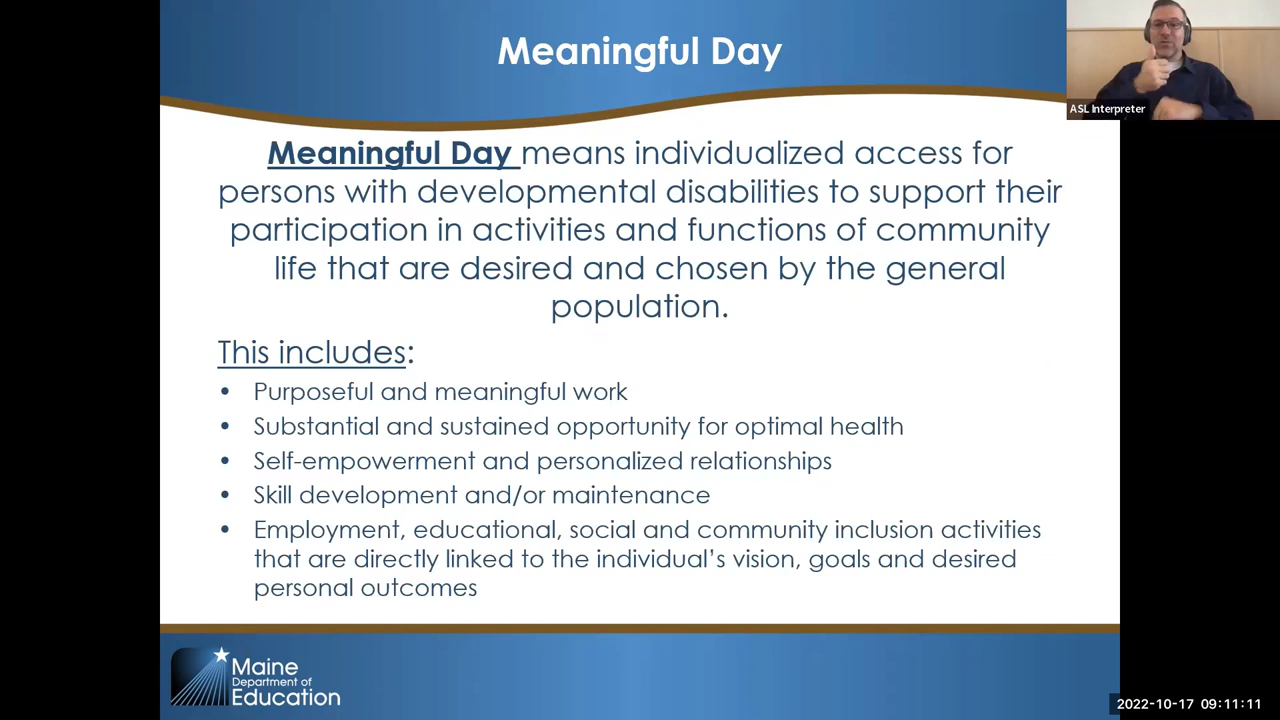 Meaningful Day
ASL Interpreter
Meaningful Day means individualized access for
persons with developmental disabilities to support their
participation in activities and functions of community
life that are desired and chosen by the general
population.
This includes:
• Purposeful and meaningful work
• Substantial and sustained opportunity for optimal health
• Self-empowerment and personalized relationships
• Skill development and/or maintenance
• Employment, educational, social and community inclusion activities
that are directly linked to the individual’s vision, goals and desired
personal outcomes
Maine
Department of
Education
2022-10-17 09:11:11